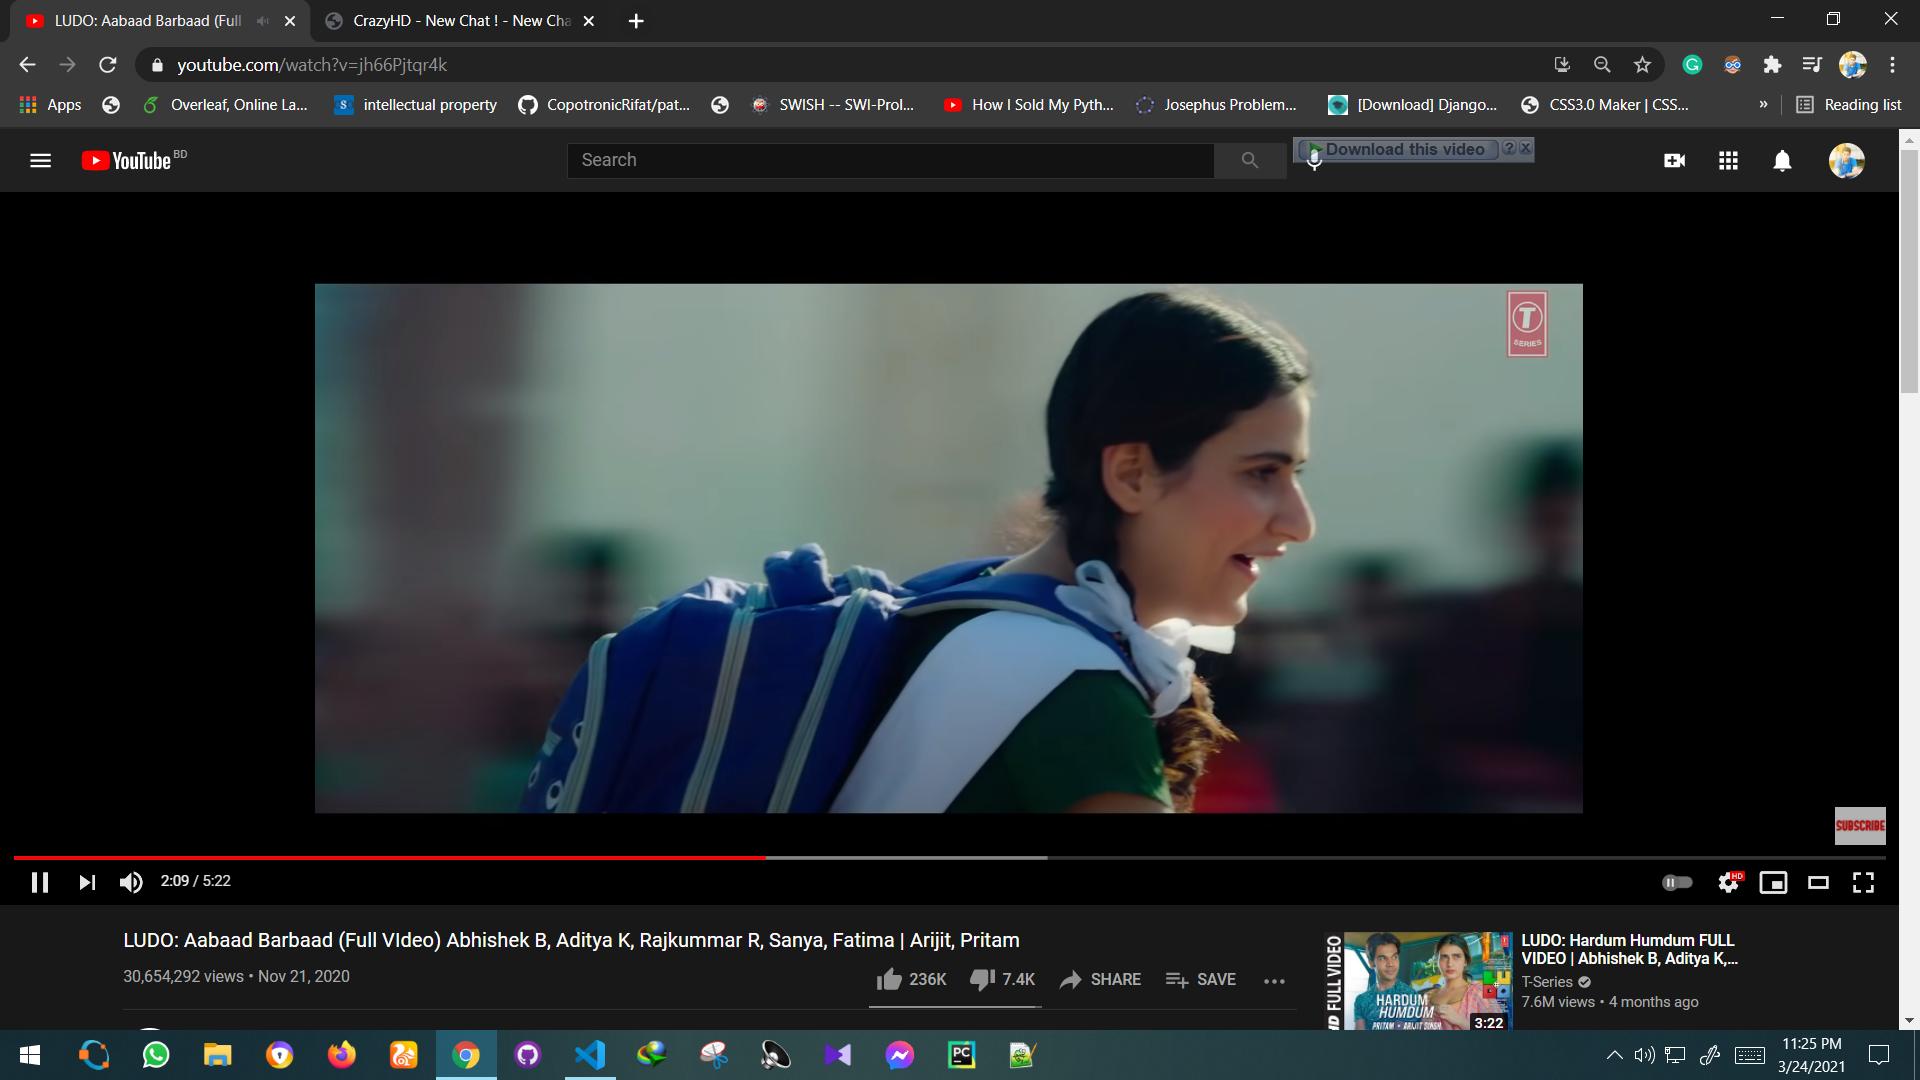 LUDO: Aabaad Barbaad (Full
CrazyHD - New Chat ! - New Cha
youtube.com/watch?v=jh66Pjtqr4k
Apps
Overleaf, Online La...
intellectual property
CopotronicRifat/pat...
SWISH -- SWI-Prol...
How I Sold My Pyth...
Josephus Problem...
[Download] Django...
CSS3.0 Maker | CSS...
»
Reading list
YouTube BD
Search
Download this video
T
SERIES
SUBSCRIBE
2:09 / 5:22
HD
LUDO: Aabaad Barbaad (Full VIdeo) Abhishek B, Aditya K, Rajkummar R, Sanya, Fatima | Arijit, Pritam
30,654,292 views • Nov 21, 2020
236K
7.4K
SHARE
SAVE
HD FULL VIDEO
HARDUM
HUMDUM
PRITAM • ARIJIT SINGH
3:22
LUDO: Hardum Humdum FULL
VIDEO | Abhishek B, Aditya K,...
T-Series
7.6M views • 4 months ago
PC
11:25 PM
3/24/2021